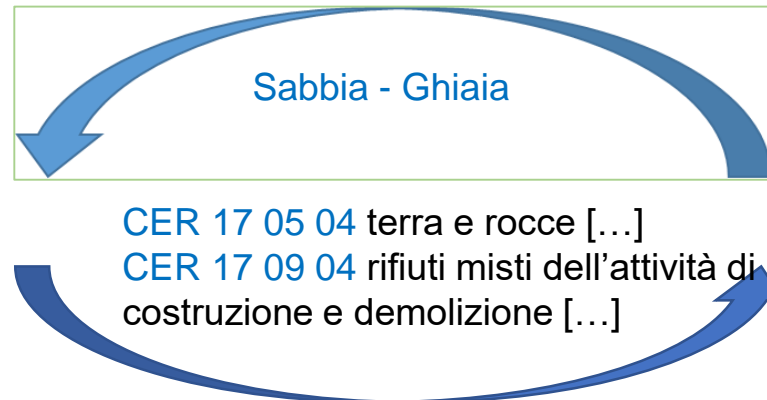 Sabbia - Ghiaia
CER 17 05 04 terra e rocce […]
CER 17 09 04 rifiuti misti dell’attività di
costruzione e demolizione […]